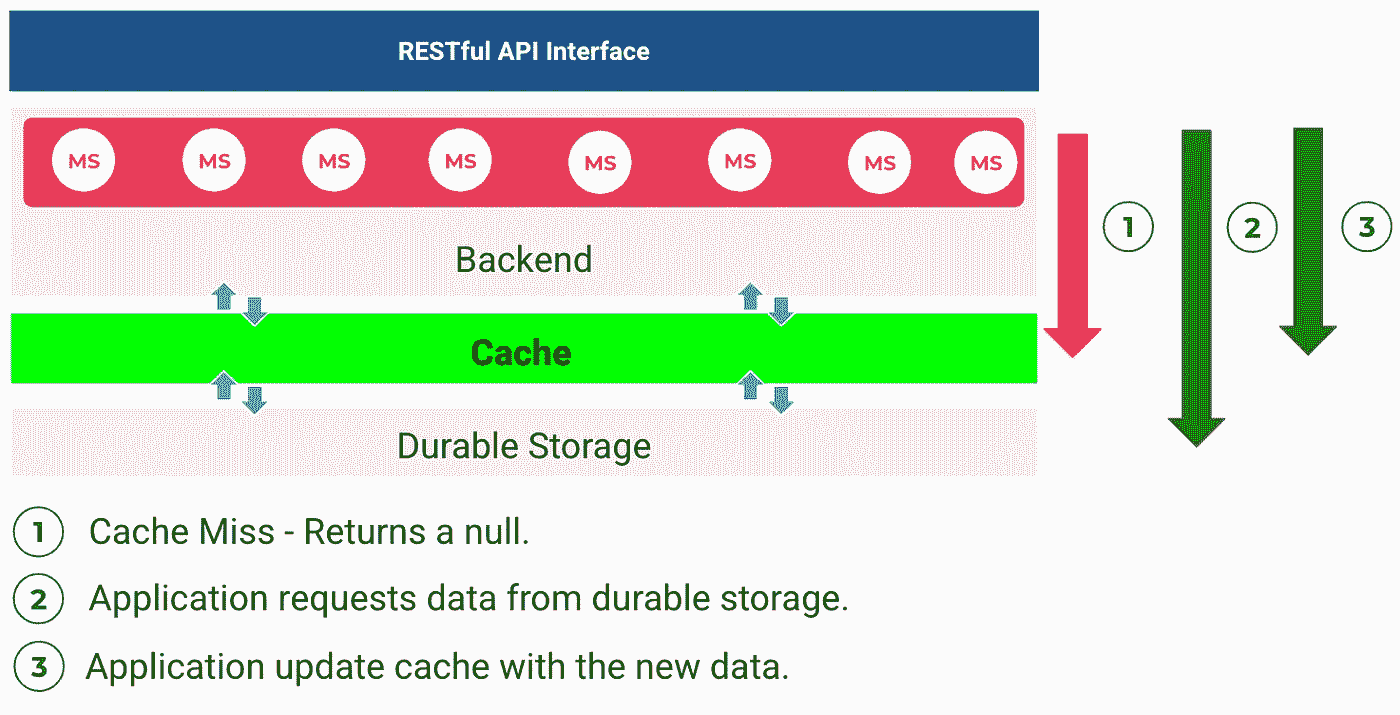 RESTful API Interface
MS MS MS MS MS MS MS MS
1 2 3
Backend
Cache
Durable Storage
1 Cache Miss - Returns a null.
2 Application requests data from durable storage.
3 Application update cache with the new data.